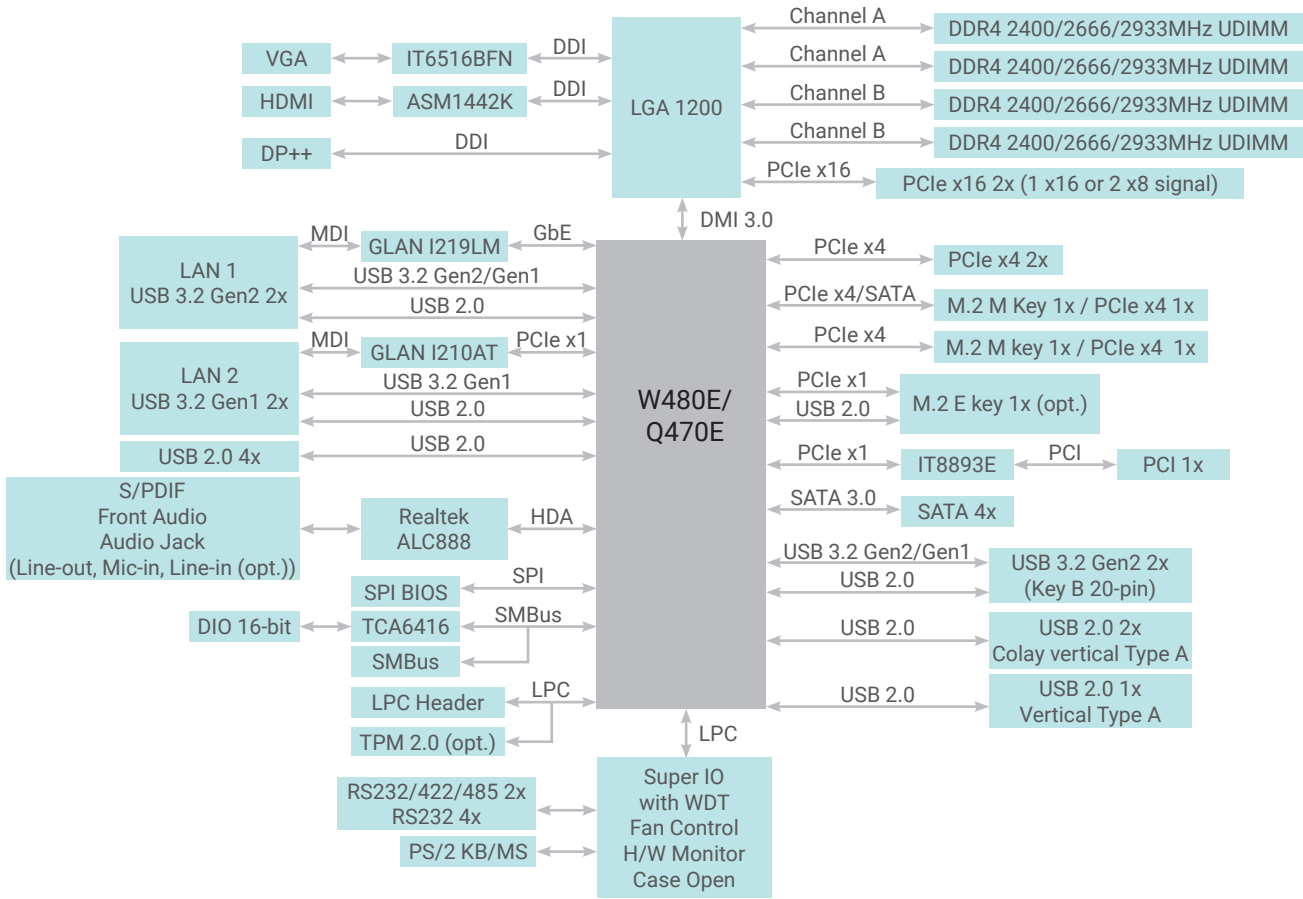 Channel A
DDR4 2400/2666/2933MHz UDIMM
VGA
IT6516BFN
DDI
Channel A
DDR4 2400/2666/2933MHz UDIMM
HDMI
ASM1442K
DDI
LGA 1200
Channel B
DDR4 2400/2666/2933MHz UDIMM
DP++
DDI
Channel B
DDR4 2400/2666/2933MHz UDIMM
PCIe x16
PCIe x16 2x (1 x16 or 2 x8 signal)
DMI 3.0
LAN 1
USB 3.2 Gen2 2x
MDI
GLAN I219LM
GbE
USB 3.2 Gen2/Gen1
USB 2.0
LAN 2
USB 3.2 Gen1 2x
MDI
GLAN I210AT
PCIe x1
USB 3.2 Gen1
USB 2.0
USB 2.0 4x
USB 2.0
S/PDIF
Front Audio
Audio Jack
(Line-out, Mic-in, Line-in (opt.))
Realtek
ALC888
HDA
SPI BIOS
SPI
DIO 16-bit
TCA6416
SMBus
SMBus
LPC Header
LPC
TPM 2.0 (opt.)
W480E/
Q470E
PCIe x4
PCIe x4 2x
PCIe x4/SATA
M.2 M Key 1x / PCIe x4 1x
PCIe x4
M.2 M key 1x / PCIe x4 1x
PCIe x1
USB 2.0
M.2 E key 1x (opt.)
PCIe x1
IT8893E
PCI
PCI 1x
SATA 3.0
SATA 4x
USB 3.2 Gen2/Gen1
USB 2.0
USB 3.2 Gen2 2x
(Key B 20-pin)
USB 2.0
USB 2.0 2x
Colay vertical Type A
USB 2.0
USB 2.0 1x
Vertical Type A
LPC
RS232/422/485 2x
RS232 4x
PS/2 KB/MS
Super IO
with WDT
Fan Control
H/W Monitor
Case Open